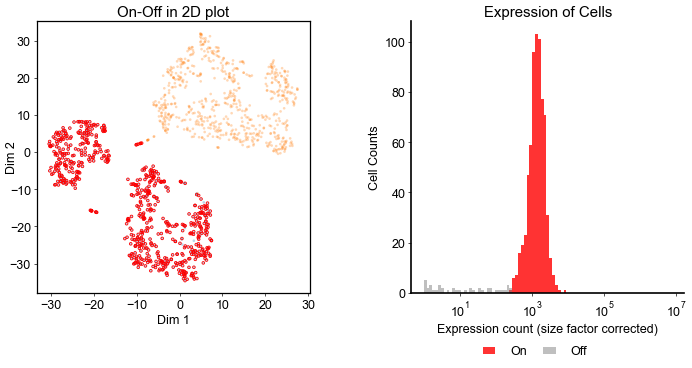 On-Off in 2D plot
30
20
10
0
−10
−20
−30
Dim 2
−30 −20 −10 0 10 20 30
Dim 1
Expression of Cells
100
80
60
40
20
0
Cell Counts
10^1 10^3 10^5 10^7
Expression count (size factor corrected)
On Off